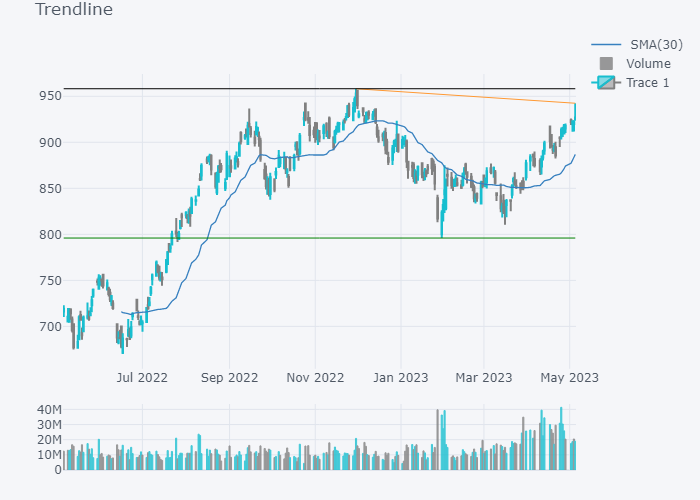 Trendline
SMA(30)
Volume
Trace 1
950
900
850
800
750
700
Jul 2022 Sep 2022 Nov 2022 Jan 2023 Mar 2023 May 2023
40M
30M
20M
10M
0